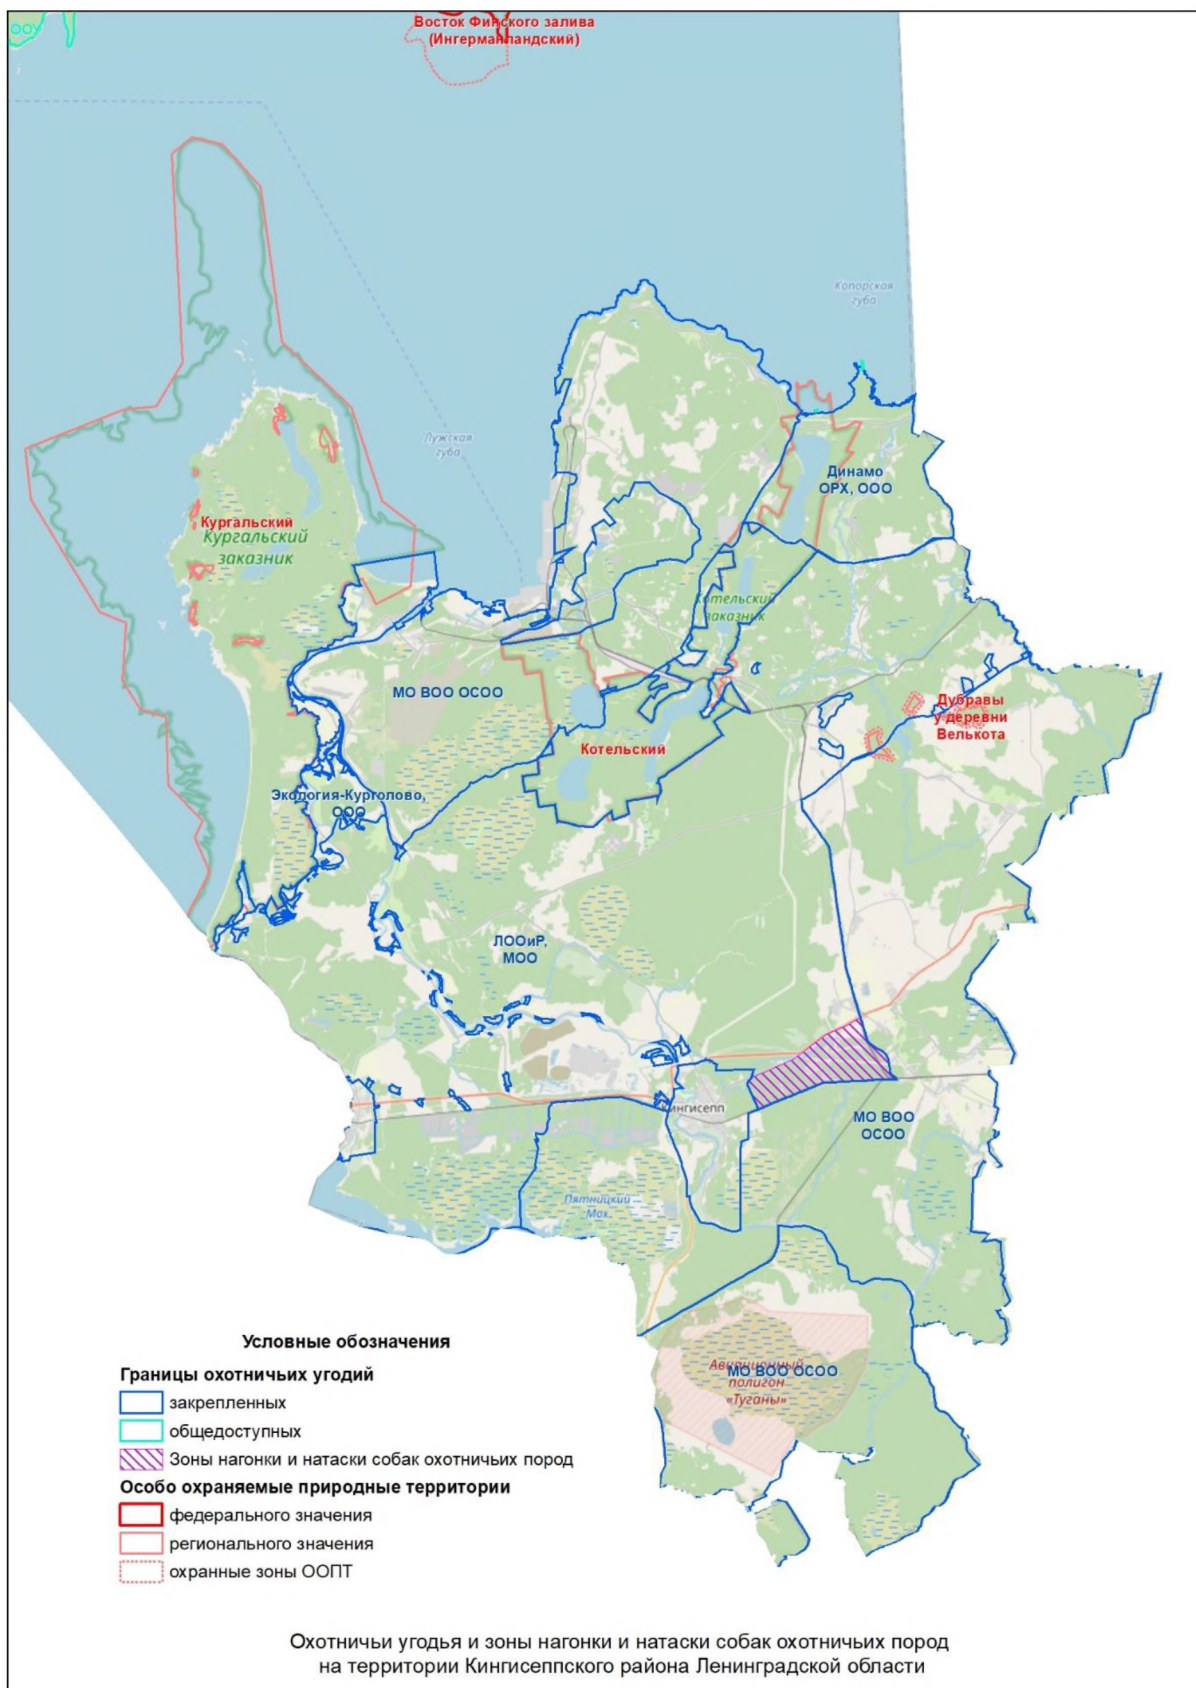 ООУ
Восток Финского залива
(Ингерманландский)
Копорская
губа
Лужская
губа
Динамо
ОРХ, ООО
Кургальский
Кургальский
заказник
Котельский
заказник
МО ВОО ОСОО
Дубравы
у деревни
Велькота
Котельский
Экология-Курголово,
ООО
ЛООиР,
МОО
Кингисепп
МО ВОО
ОСОО
Пятницкий
Мох
Авиационный
полигон
«Туганы»
МО ВОО ОСОО
Условные обозначения
Границы охотничьих угодий
закрепленных
общедоступных
Зоны нагонки и натаски собак охотничьих пород
Особо охраняемые природные территории
федерального значения
регионального значения
охранные зоны ООПТ
Охотничьи угодья и зоны нагонки и натаски собак охотничьих пород
на территории Кингисеппского района Ленинградской области